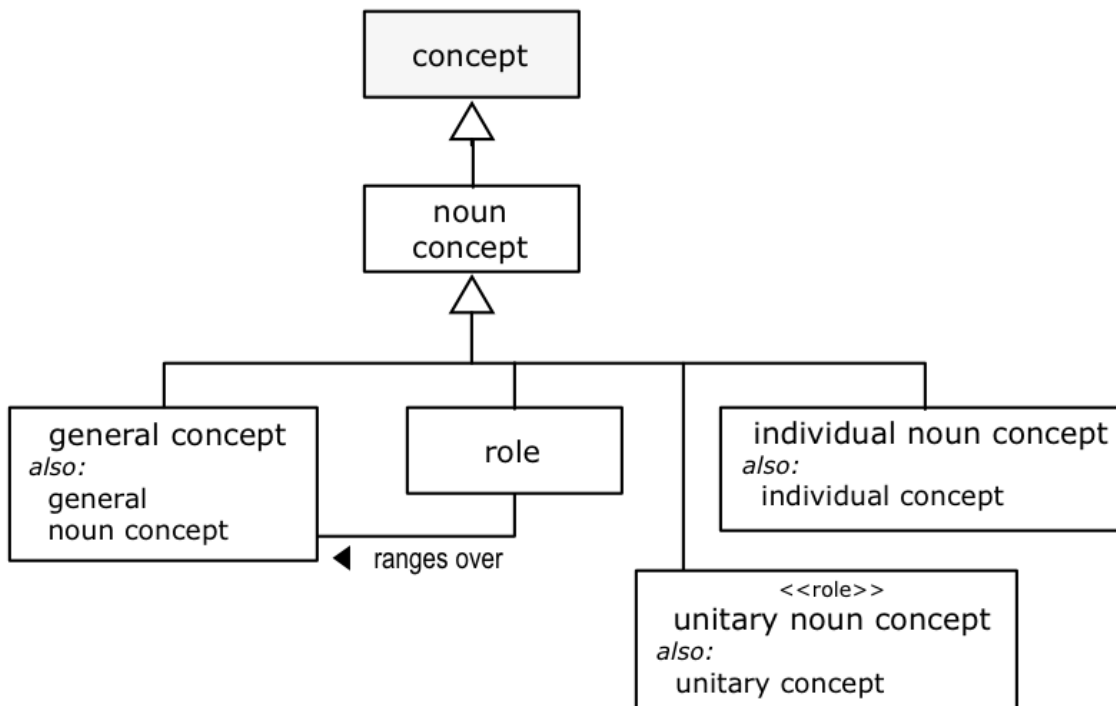 concept
noun
concept
general concept
also:
general
noun concept
role
individual noun concept
also:
individual concept
◀ ranges over
<<role>>
unitary noun concept
also:
unitary concept